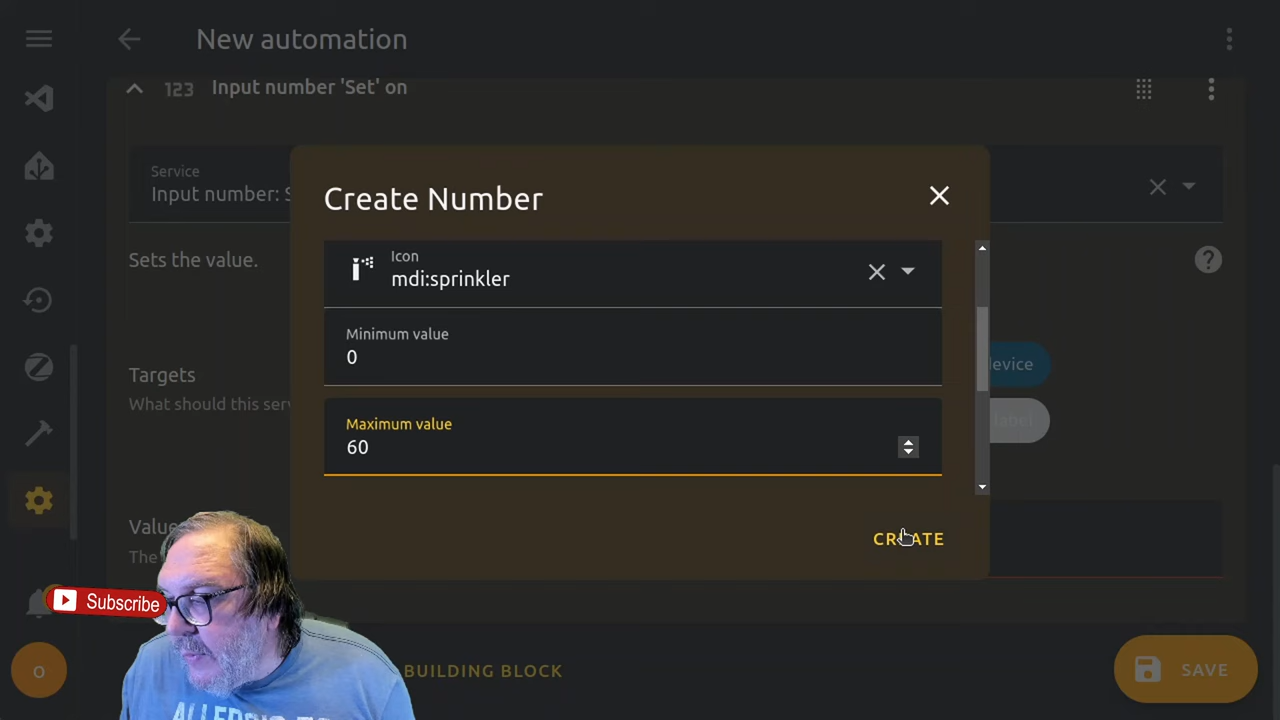 New automation
123 Input number 'Set' on
Service
Input number: S
Create Number
Sets the value.
?
Icon
mdi:sprinkler
Minimum value
0
Targets
What should this serv
evice
label
Maximum value
60
Value
The
CREATE
Subscribe
O
BUILDING BLOCK
SAVE